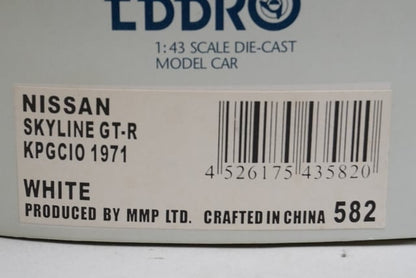 EBBRO
1:43 SCALE DIE-CAST
MODEL CAR
NISSAN
SKYLINE GT-R
KPGC10 1971
4 526175 435820
WHITE
PRODUCED BY MMP LTD. CRAFTED IN CHINA 582